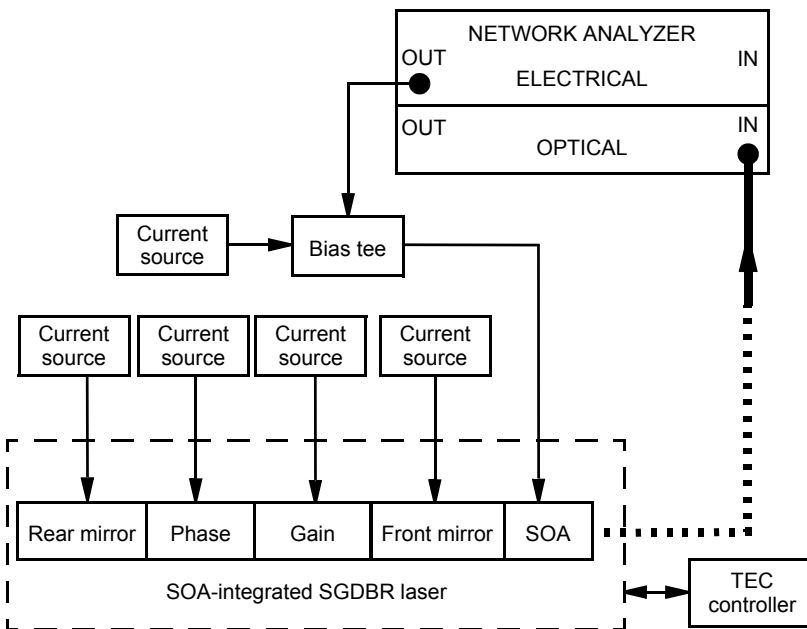 NETWORK ANALYZER
OUT
IN
ELECTRICAL
OUT
IN
OPTICAL
Current
source
Bias tee
Current
source
Current
source
Current
source
Current
source
Rear mirror
Phase
Gain
Front mirror
SOA
SOA-integrated SGDBR laser
TEC
controller